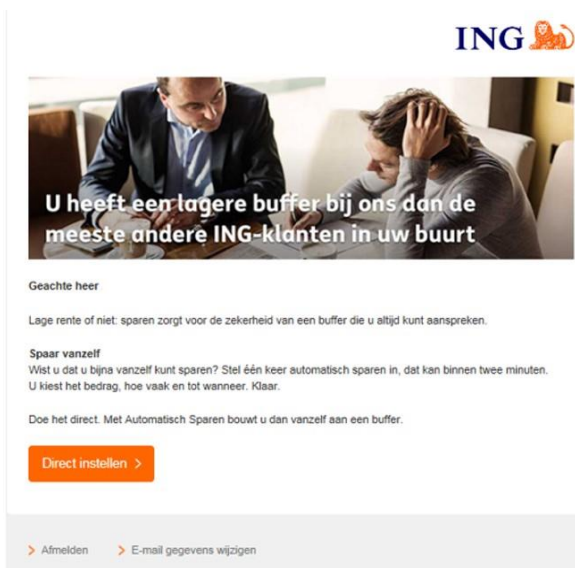 ING
U heeft een lagere buffer bij ons dan de
meeste andere ING-klanten in uw buurt
Geachte heer
Lage rente of niet: sparen zorgt voor de zekerheid van een buffer die u altijd kunt aanspreken.
Spaar vanzelf
Wist u dat u bijna vanzelf kunt sparen? Stel één keer automatisch sparen in, dat kan binnen twee minuten.
U kiest het bedrag, hoe vaak en tot wanneer. Klaar.
Doe het direct. Met Automatisch Sparen bouwt u dan vanzelf aan een buffer.
Direct instellen >
> Afmelden > E-mail gegevens wijzigen